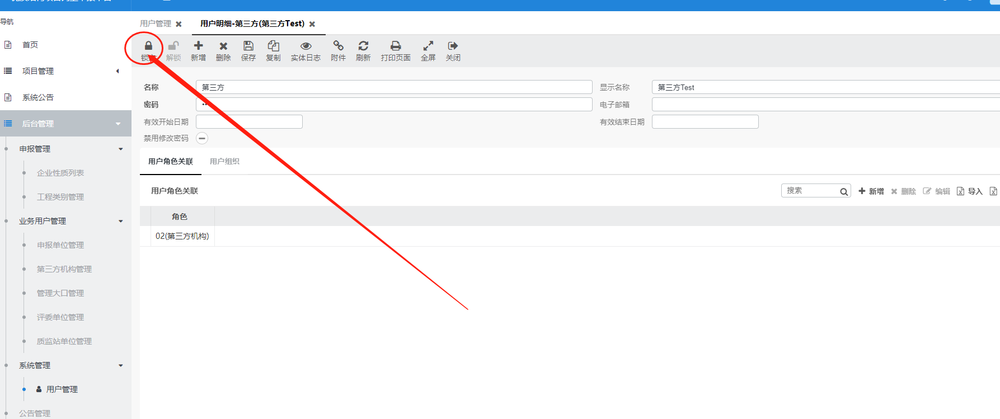 导航
首页
项目管理
系统公告
后台管理
申报管理
企业性质列表
工程类别管理
业务用户管理
申报单位管理
第三方机构管理
管理大口管理
评委单位管理
质监站单位管理
系统管理
用户管理
公告管理
用户管理 用户明细-第三方(第三方Test)
解锁 新增 删除 保存 复制 实体日志 附件 刷新 打印页面 全屏 关闭
名称 第三方 显示名称 第三方Test
密码 电子邮箱
有效开始日期 有效结束日期
禁用修改密码
用户角色关联 用户组织
用户角色关联 搜索 新增 删除 编辑 导入
角色
02(第三方机构)